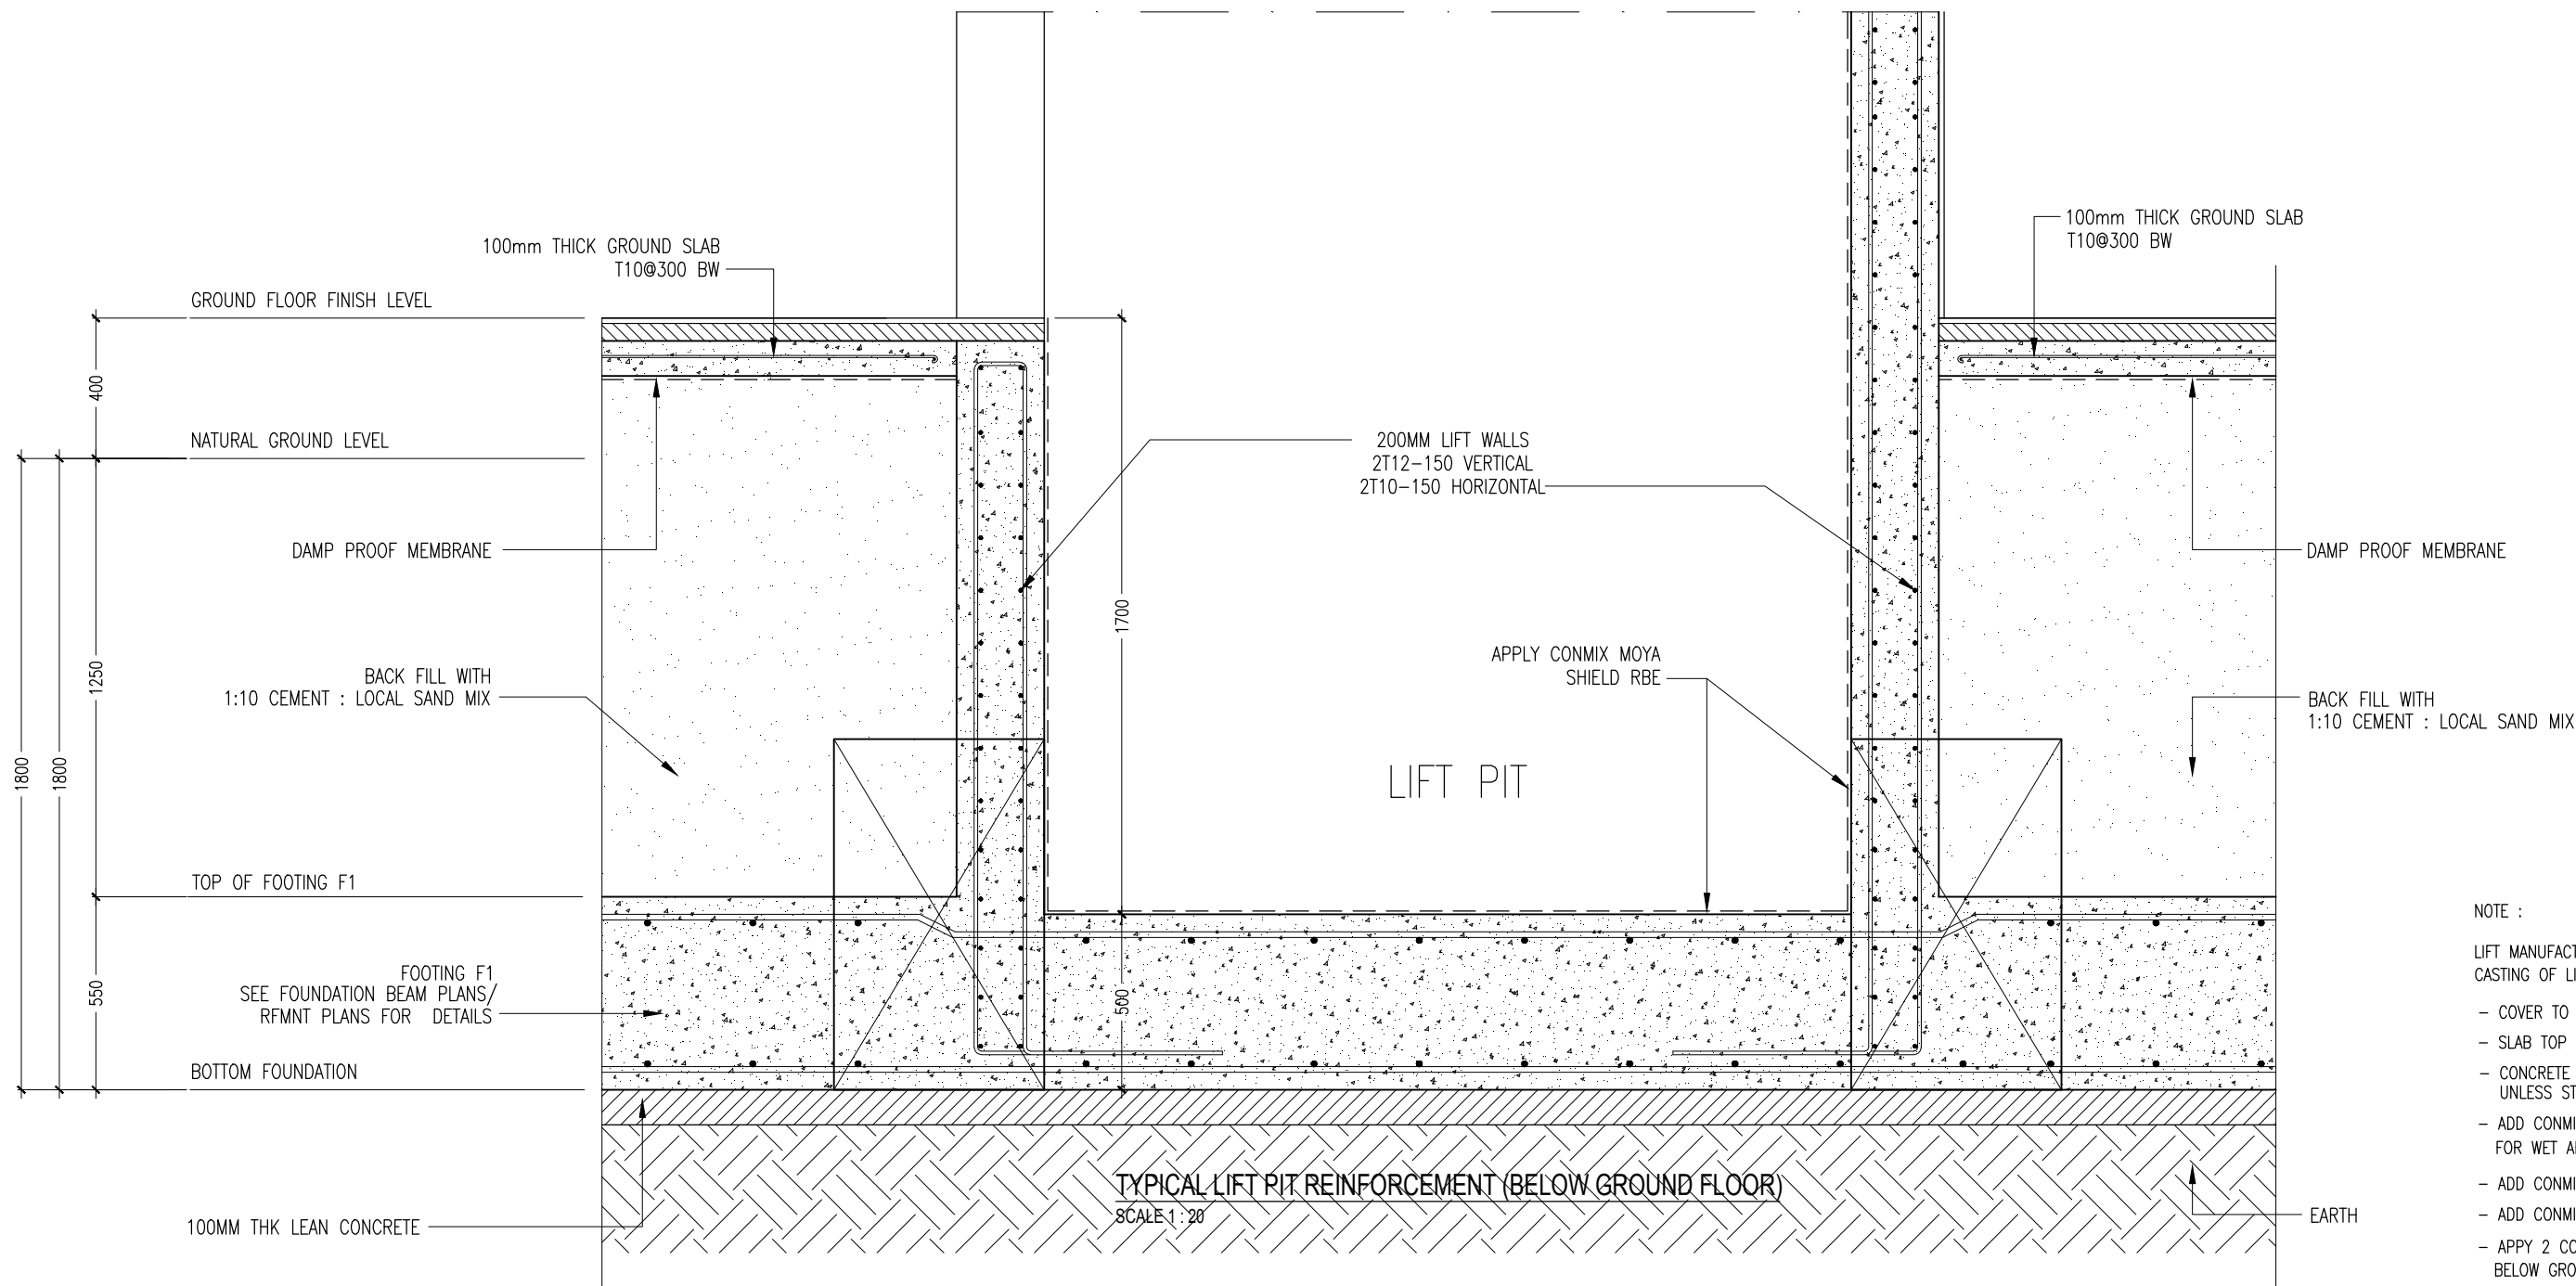 100mm THICK GROUND SLAB
T10@300 BW
100mm THICK GROUND SLAB
T10@300 BW
GROUND FLOOR FINISH LEVEL
400
NATURAL GROUND LEVEL
200MM LIFT WALLS
2T12-150 VERTICAL
2T10-150 HORIZONTAL
DAMP PROOF MEMBRANE
DAMP PROOF MEMBRANE
1700
1250
BACK FILL WITH
1:10 CEMENT : LOCAL SAND MIX
APPLY CONMIX MOYA
SHIELD RBE
BACK FILL WITH
1:10 CEMENT : LOCAL SAND MIX
1800
1800
LIFT PIT
TOP OF FOOTING F1
550
FOOTING F1
SEE FOUNDATION BEAM PLANS/
RFMNT PLANS FOR DETAILS
500
BOTTOM FOUNDATION
TYPICAL LIFT PIT REINFORCEMENT (BELOW GROUND FLOOR)
SCALE 1 : 20
100MM THK LEAN CONCRETE
EARTH
NOTE :
LIFT MANUFACT
CASTING OF LI
- COVER TO
- SLAB TOP
- CONCRETE
UNLESS ST
- ADD CONMI
FOR WET A
- ADD CONMI
- ADD CONMI
- APPY 2 CO
BELOW GRO